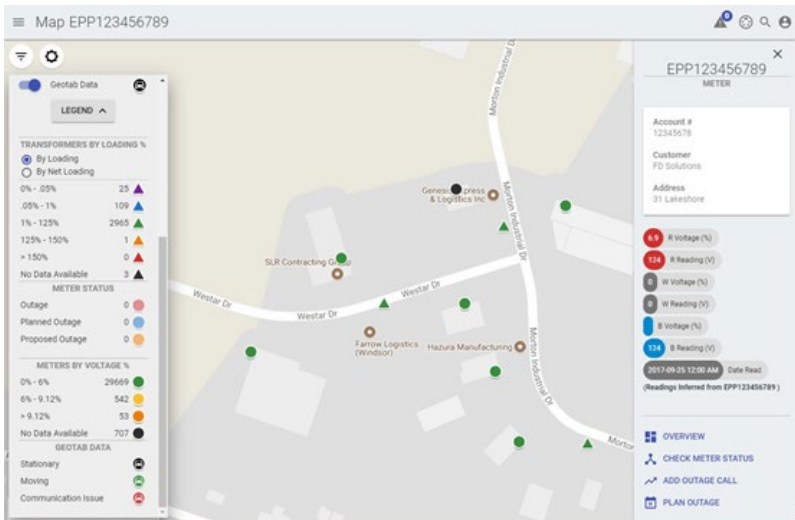 Map EPP123456789
0
Geotab Data
LEGEND
TRANSFORMERS BY LOADING %
By Loading
By Net Loading
0% - .05% 25
.05% - 1% 109
1% - 125% 2965
125% - 150% 1
> 150% 0
No Data Available 3
METER STATUS
Outage 0
Planned Outage 0
Proposed Outage 0
METERS BY VOLTAGE %
0% - 6% 29669
6% - 9.12% 542
> 9.12% 53
No Data Available 707
GEOTAB DATA
Stationary
Moving
Communication Issue
Morton Industrial D
Morton Industrial Dr
Morton Industrial Dr
Morton
Westar Dr
Westar Dr
Westar Dr
Genesis Express
& Logistics Inc
SLR Contracting Group
Farrow Logistics
(Windsor)
Hazura Manufacturing
EPP123456789
METER
Account #
12345678
Customer
FD Solutions
Address
31 Lakeshore
6.9 R Voltage (%)
124 R Reading (V)
0 W Voltage (%)
0 W Reading (V)
B Voltage (%)
124 B Reading (V)
2017-09-25 12:00 AM Date Read
(Readings Inferred from EPP123456789 )
OVERVIEW
CHECK METER STATUS
ADD OUTAGE CALL
PLAN OUTAGE